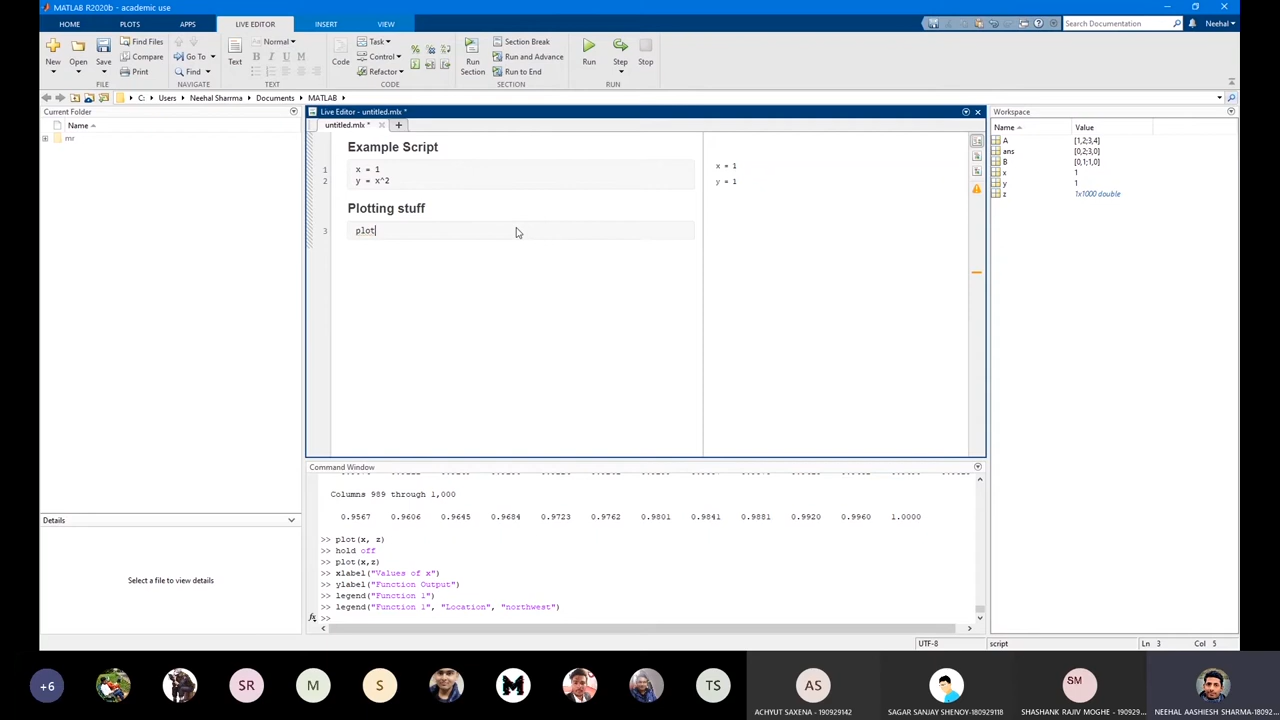 MATLAB R2020b - academic use
HOME
PLOTS
APPS
LIVE EDITOR
INSERT
VIEW
Search Documentation
Neehal
New
Open
Save
Find Files
Compare
Print
FILE
Go To
Find
NAVIGATE
Text
Normal
B I U M
TEXT
Code
Task
Control
Refactor
CODE
Run
Section
Section Break
Run and Advance
Run to End
SECTION
Run
Step
Stop
RUN
C:
Users
Neehal Sharma
Documents
MATLAB
Current Folder
Name
mr
Details
Select a file to view details
Live Editor - untitled.mlx *
untitled.mlx *
Example Script
1 x = 1
2 y = x^2
Plotting stuff
3 plot
x = 1
y = 1
Command Window
Columns 989 through 1,000
0.9567 0.9606 0.9645 0.9684 0.9723 0.9762 0.9801 0.9841 0.9881 0.9920 0.9960 1.0000
>> plot(x, z)
>> hold off
>> plot(x,z)
>> xlabel("Values of x")
>> ylabel("Function Output")
>> legend("Function 1")
>> legend("Function 1", "Location", "northwest")
fx >>
Workspace
Name Value
A [1,2;3,4]
ans [0,2;3,0]
B [0,1;1,0]
x 1
y 1
z 1x1000 double
UTF-8
script
Ln 3
Col 5
+6
SR
M
S
TS
AS
SM
ACHYUT SAXENA - 190929142
SAGAR SANJAY SHENOY-180929118
SHASHANK RAJIV MOGHE - 190929...
NEEHAL AASHIESH SHARMA-18092...